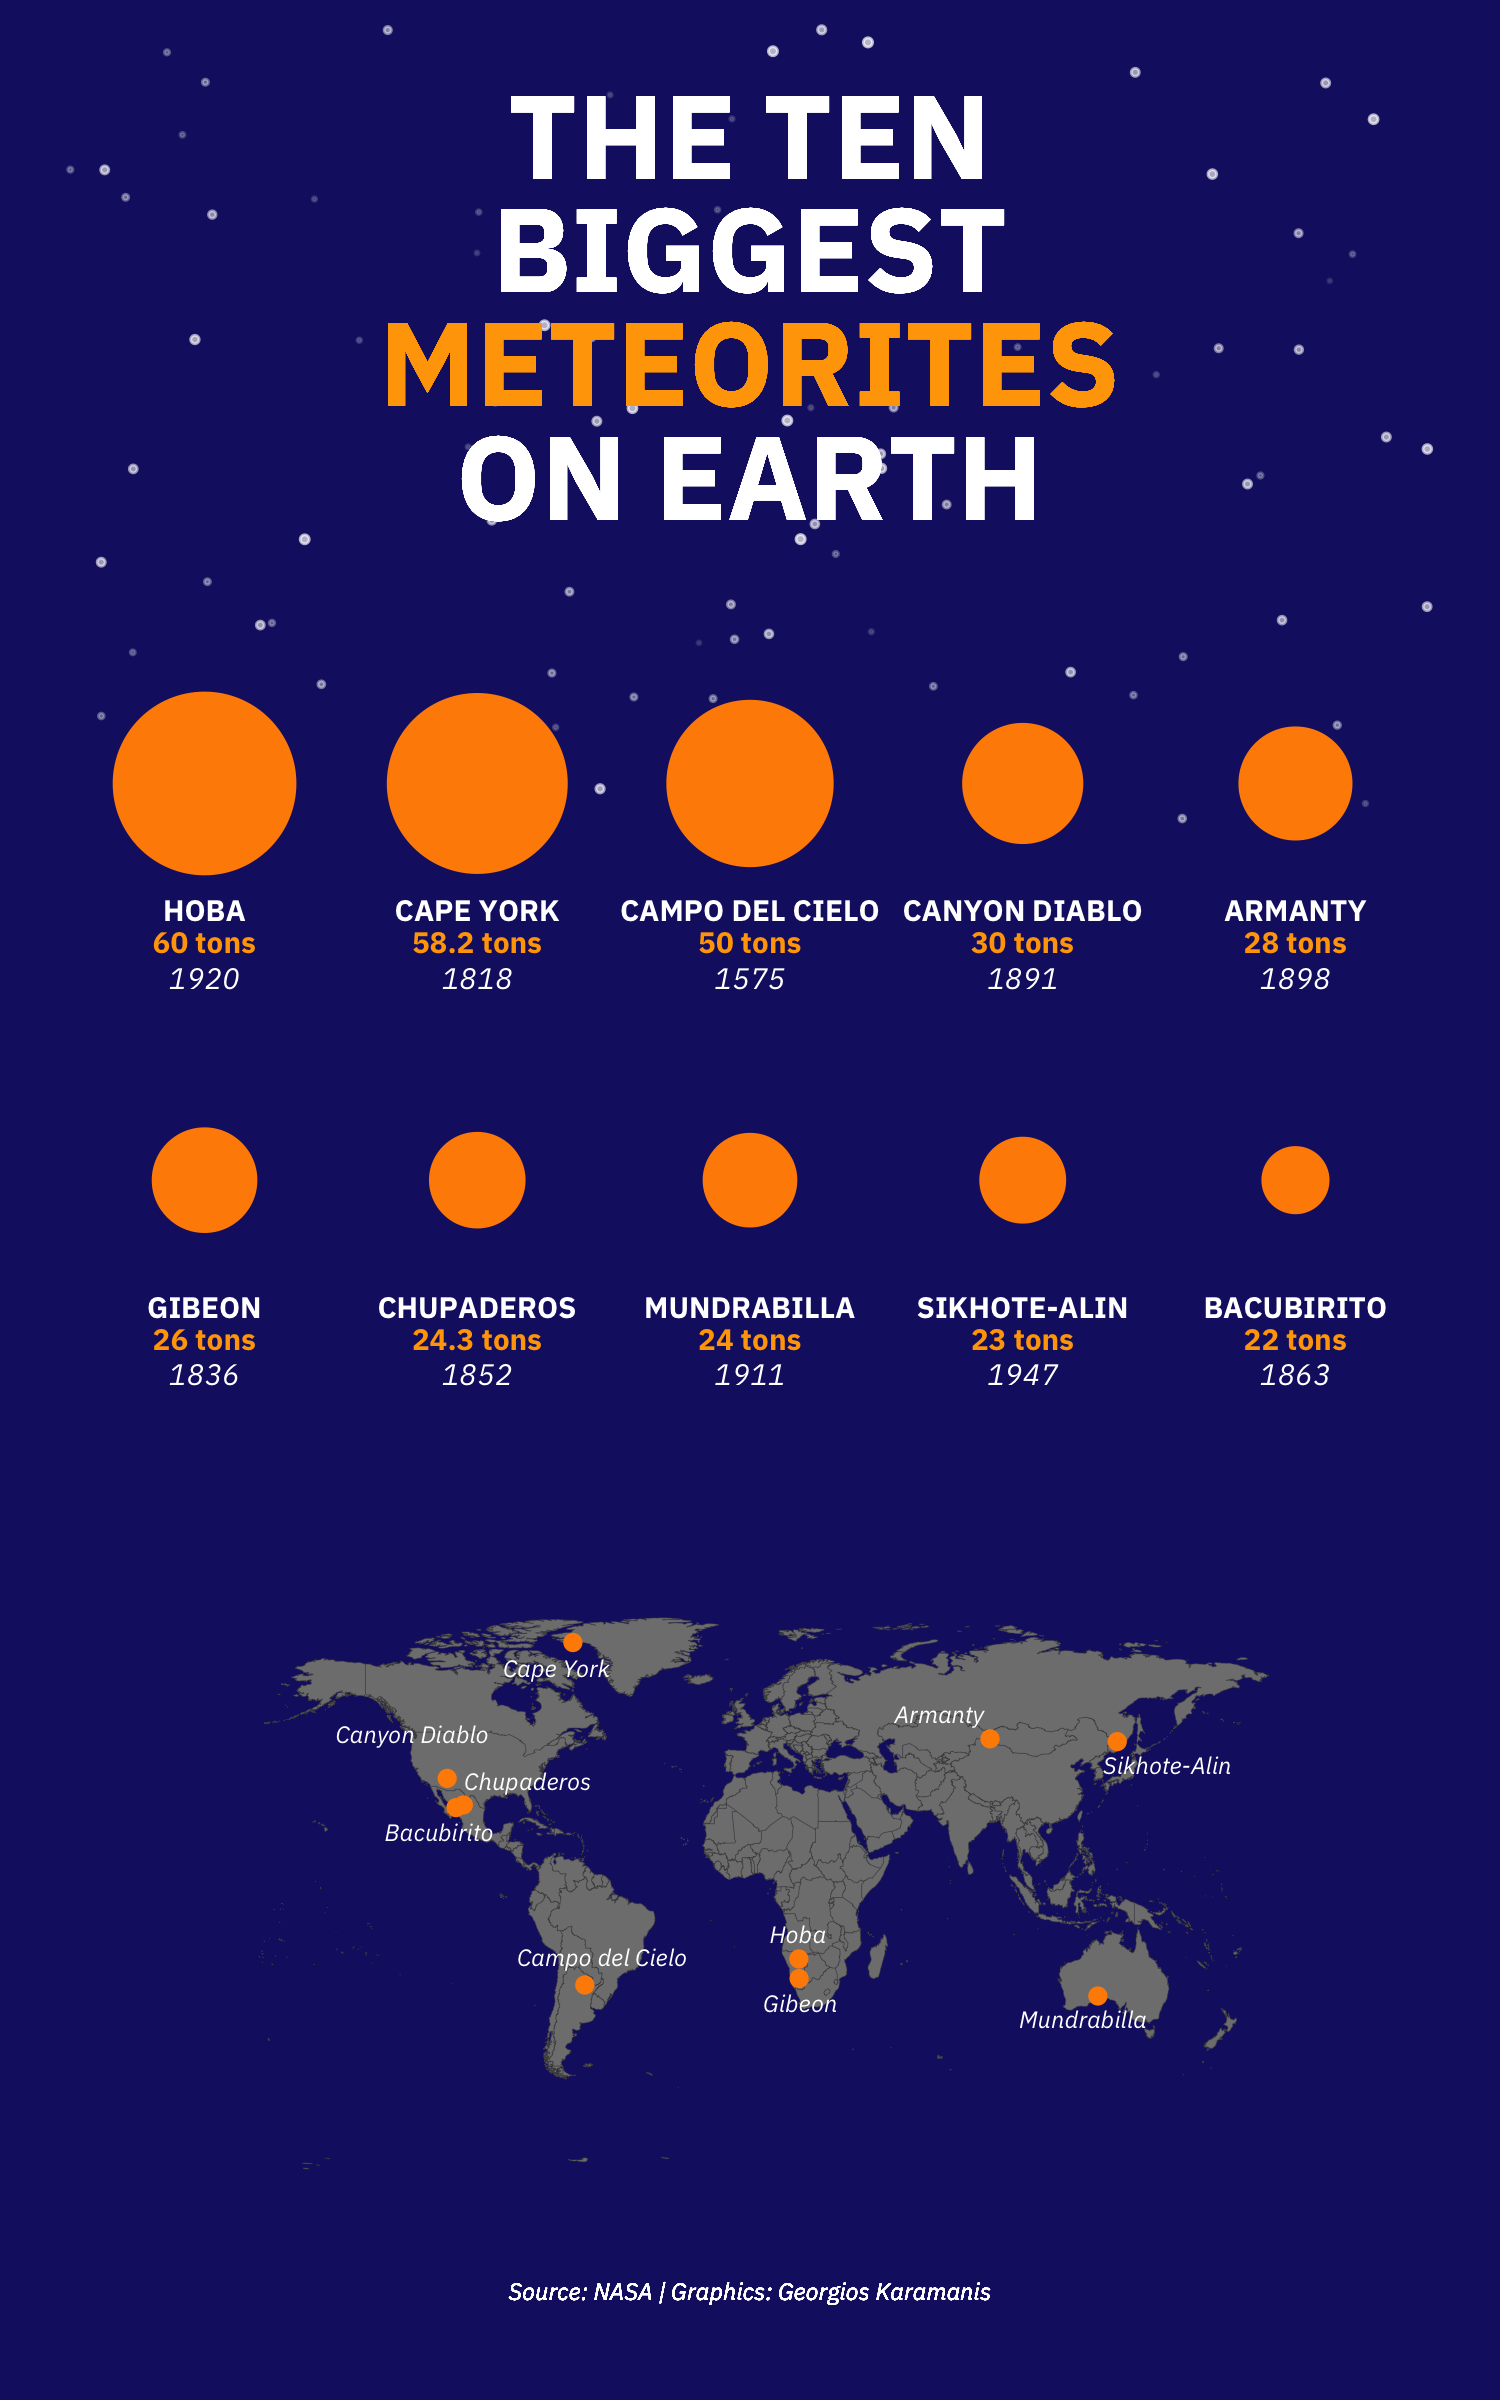 THE TEN
BIGGEST
METEORITES
ON EARTH
HOBA
60 tons
1920
CAPE YORK
58.2 tons
1818
CAMPO DEL CIELO
50 tons
1575
CANYON DIABLO
30 tons
1891
ARMANTY
28 tons
1898
GIBEON
26 tons
1836
CHUPADEROS
24.3 tons
1852
MUNDRABILLA
24 tons
1911
SIKHOTE-ALIN
23 tons
1947
BACUBIRITO
22 tons
1863
Cape York
Armanty
Canyon Diablo
Sikhote-Alin
Chupaderos
Bacubirito
Hoba
Campo del Cielo
Gibeon
Mundrabilla
Source: NASA | Graphics: Georgios Karamanis